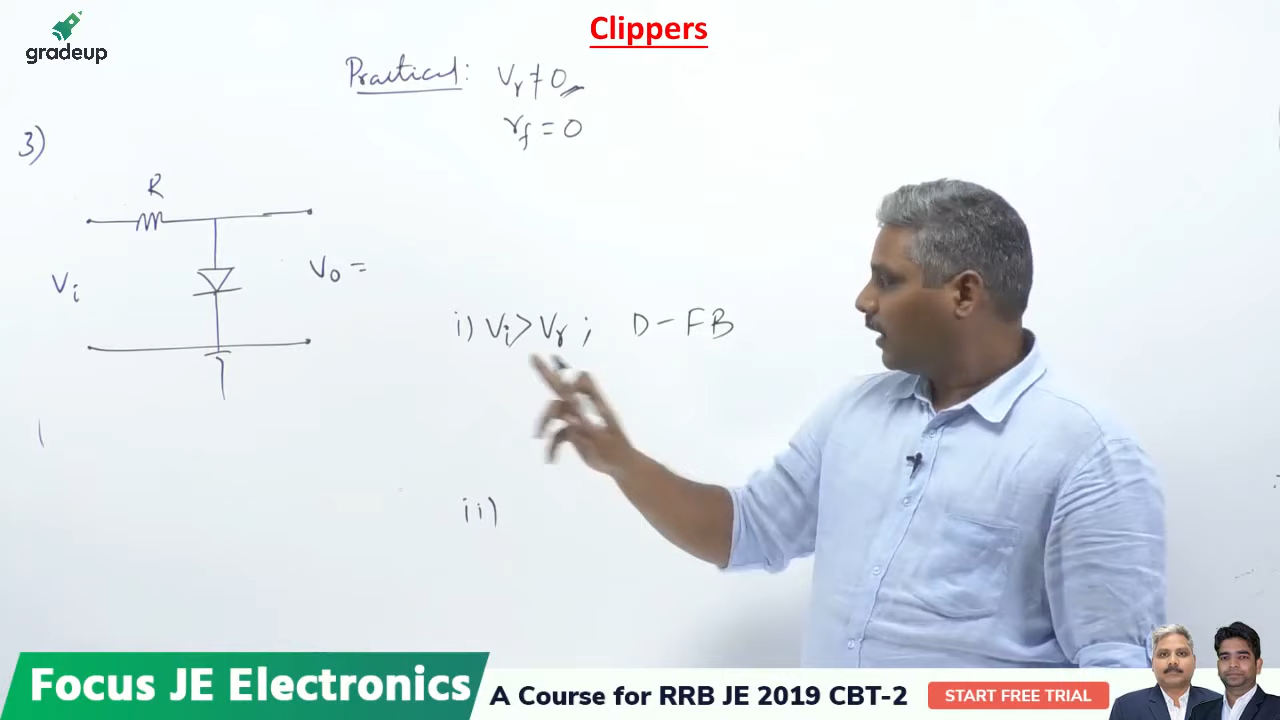 Clippers
gradeup
Practical: Vγ ≠ 0
rf = 0
3)
R
Vi
Vo =
i) Vi > Vγ ; D - FB
ii)
Focus JE Electronics
A Course for RRB JE 2019 CBT-2
START FREE TRIAL